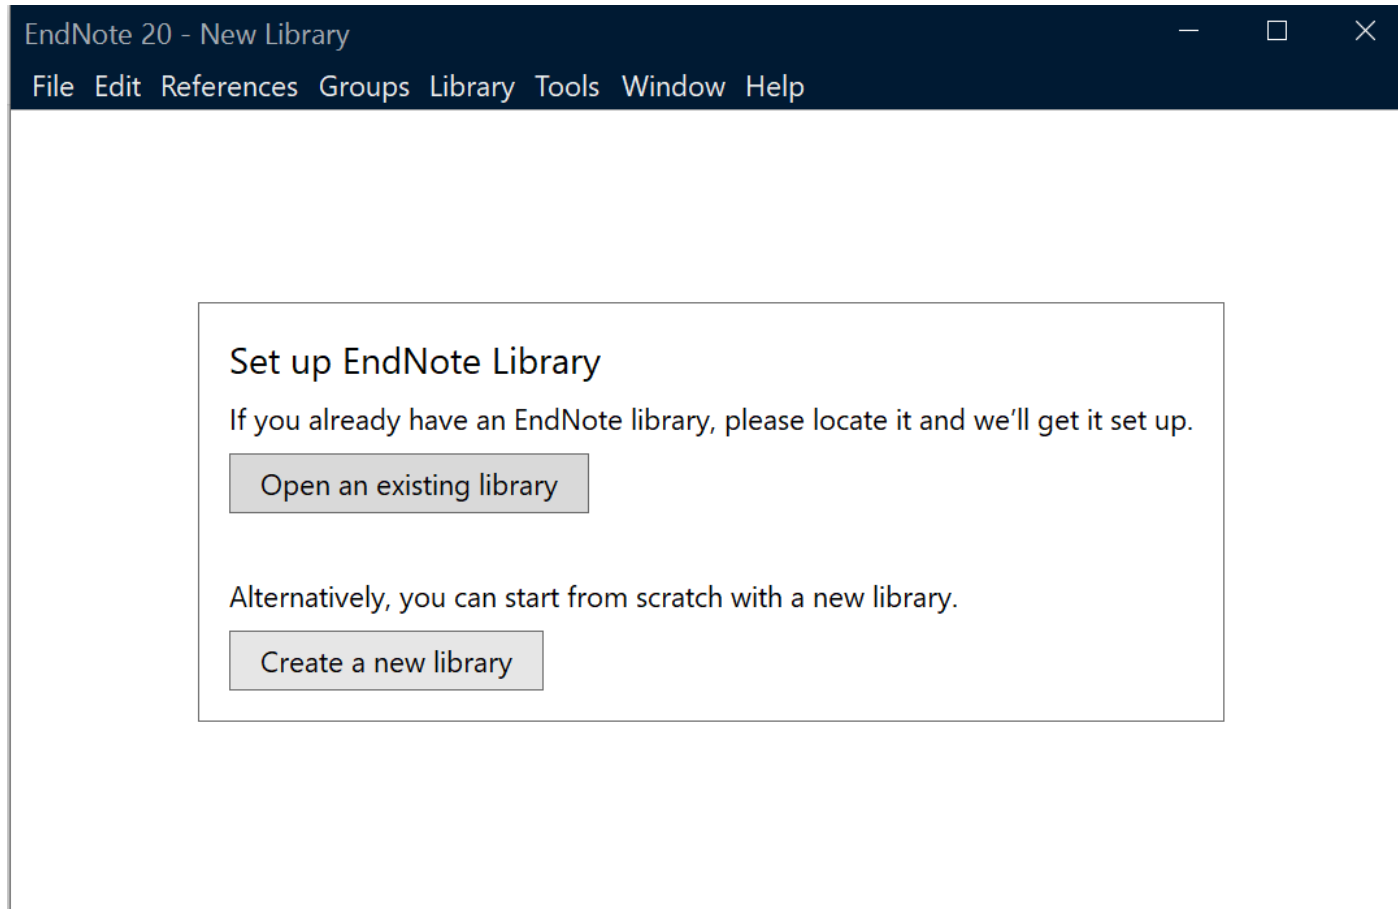 EndNote 20 - New Library
File Edit References Groups Library Tools Window Help
Set up EndNote Library
If you already have an EndNote library, please locate it and we’ll get it set up.
Open an existing library
Alternatively, you can start from scratch with a new library.
Create a new library